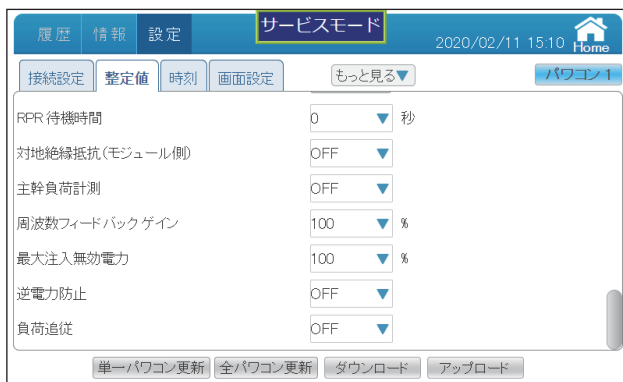 履歴 情報 設定 サービスモード 2020/02/11 15:10 Home
接続設定 整定値 時刻 画面設定 もっと見る▼ パワコン 1
RPR 待機時間 0 ▼ 秒
対地絶縁抵抗(モジュール側) OFF ▼
主幹負荷計測 OFF ▼
周波数フィードバックゲイン 100 ▼ %
最大注入無効電力 100 ▼ %
逆電力防止 OFF ▼
負荷追従 OFF ▼
単一パワコン更新 全パワコン更新 ダウンロード アップロード